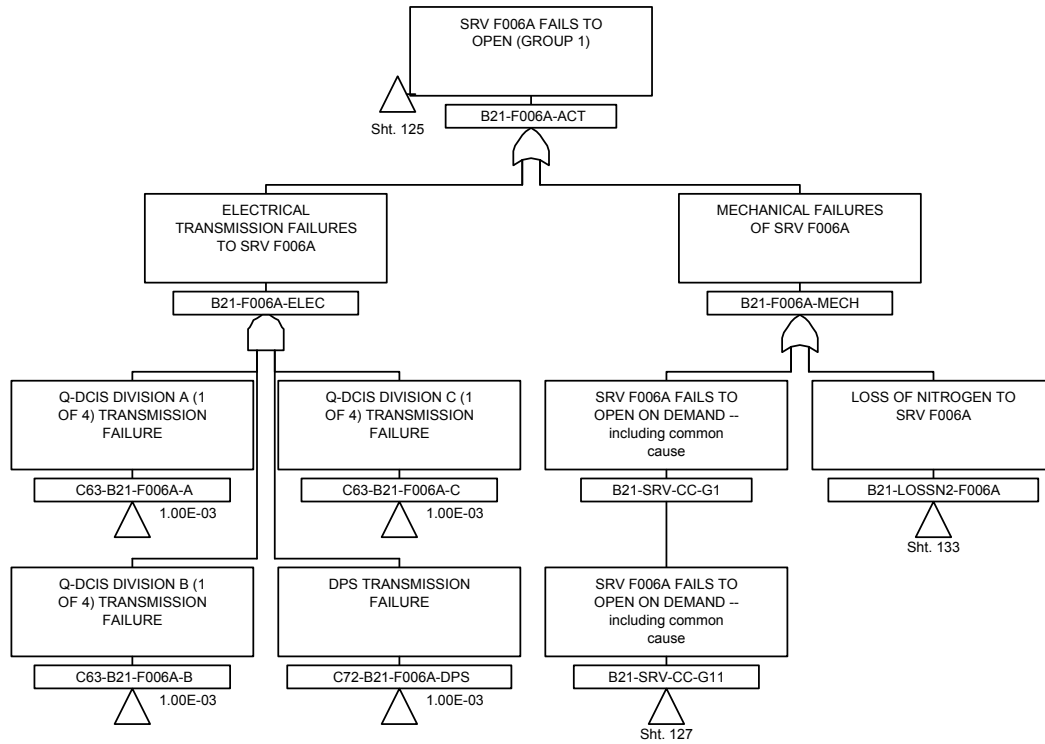 SRV F006A FAILS TO
OPEN (GROUP 1)
Sht. 125
B21-F006A-ACT
ELECTRICAL
TRANSMISSION FAILURES
TO SRV F006A
B21-F006A-ELEC
MECHANICAL FAILURES
OF SRV F006A
B21-F006A-MECH
Q-DCIS DIVISION A (1
OF 4) TRANSMISSION
FAILURE
C63-B21-F006A-A
1.00E-03
Q-DCIS DIVISION C (1
OF 4) TRANSMISSION
FAILURE
C63-B21-F006A-C
1.00E-03
SRV F006A FAILS TO
OPEN ON DEMAND --
including common
cause
B21-SRV-CC-G1
LOSS OF NITROGEN TO
SRV F006A
B21-LOSSN2-F006A
Sht. 133
Q-DCIS DIVISION B (1
OF 4) TRANSMISSION
FAILURE
C63-B21-F006A-B
1.00E-03
DPS TRANSMISSION
FAILURE
C72-B21-F006A-DPS
1.00E-03
SRV F006A FAILS TO
OPEN ON DEMAND --
including common
cause
B21-SRV-CC-G11
Sht. 127